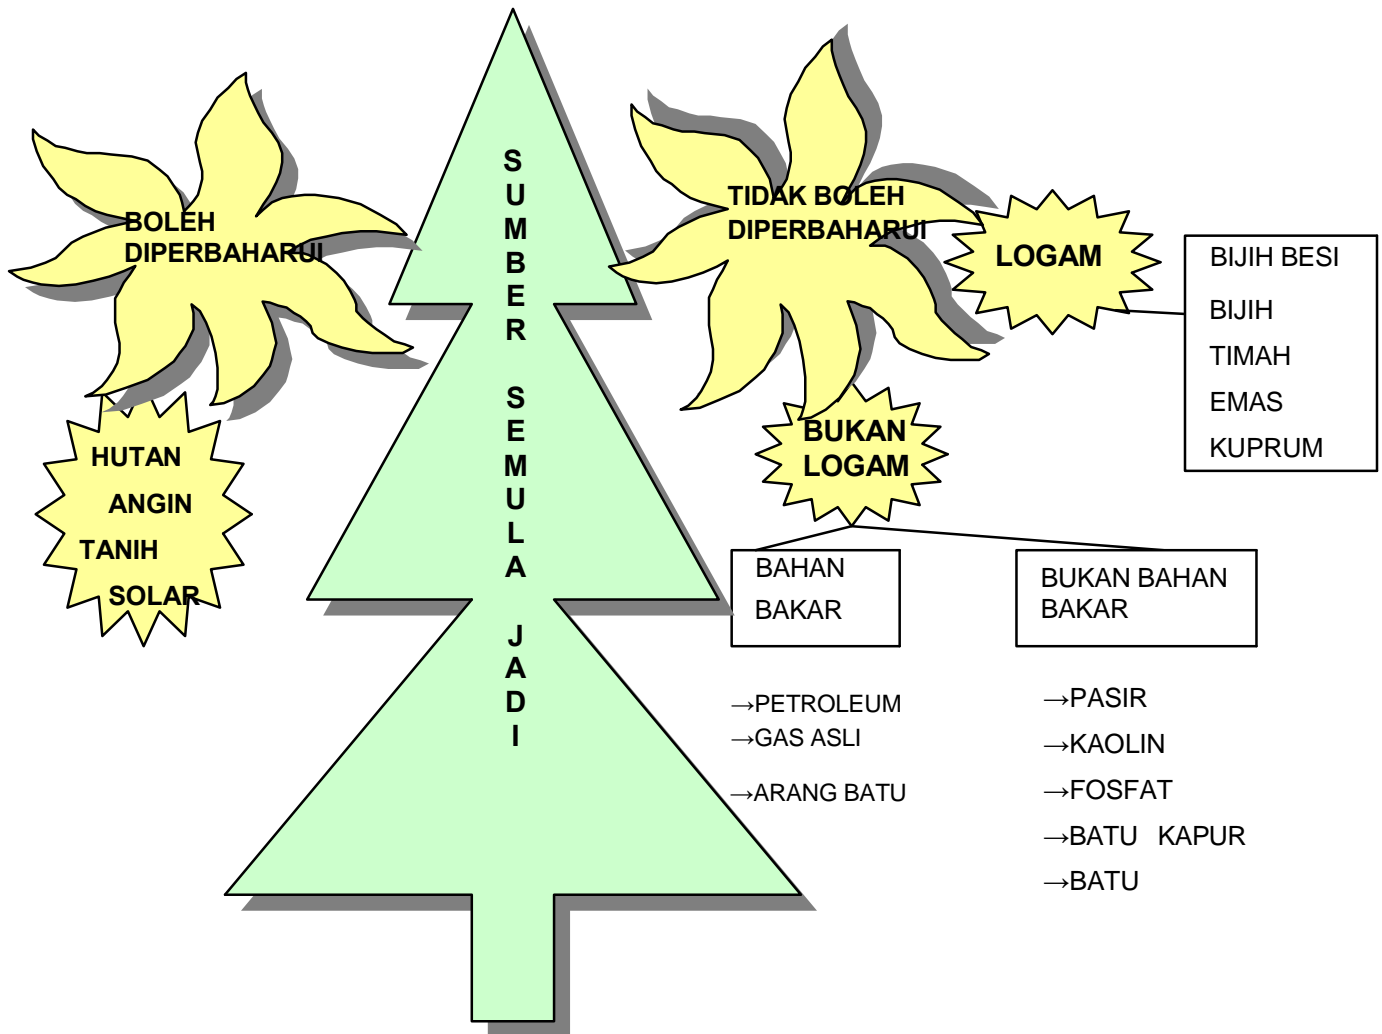 SUMBER SEMULA JADI
BOLEH
DIPERBAHARUI
HUTAN
ANGIN
TANIH
SOLAR
TIDAK BOLEH
DIPERBAHARUI
LOGAM
BIJIH BESI
BIJIH
TIMAH
EMAS
KUPRUM
BUKAN
LOGAM
BAHAN
BAKAR
→PETROLEUM
→GAS ASLI
→ARANG BATU
BUKAN BAHAN
BAKAR
→PASIR
→KAOLIN
→FOSFAT
→BATU KAPUR
→BATU